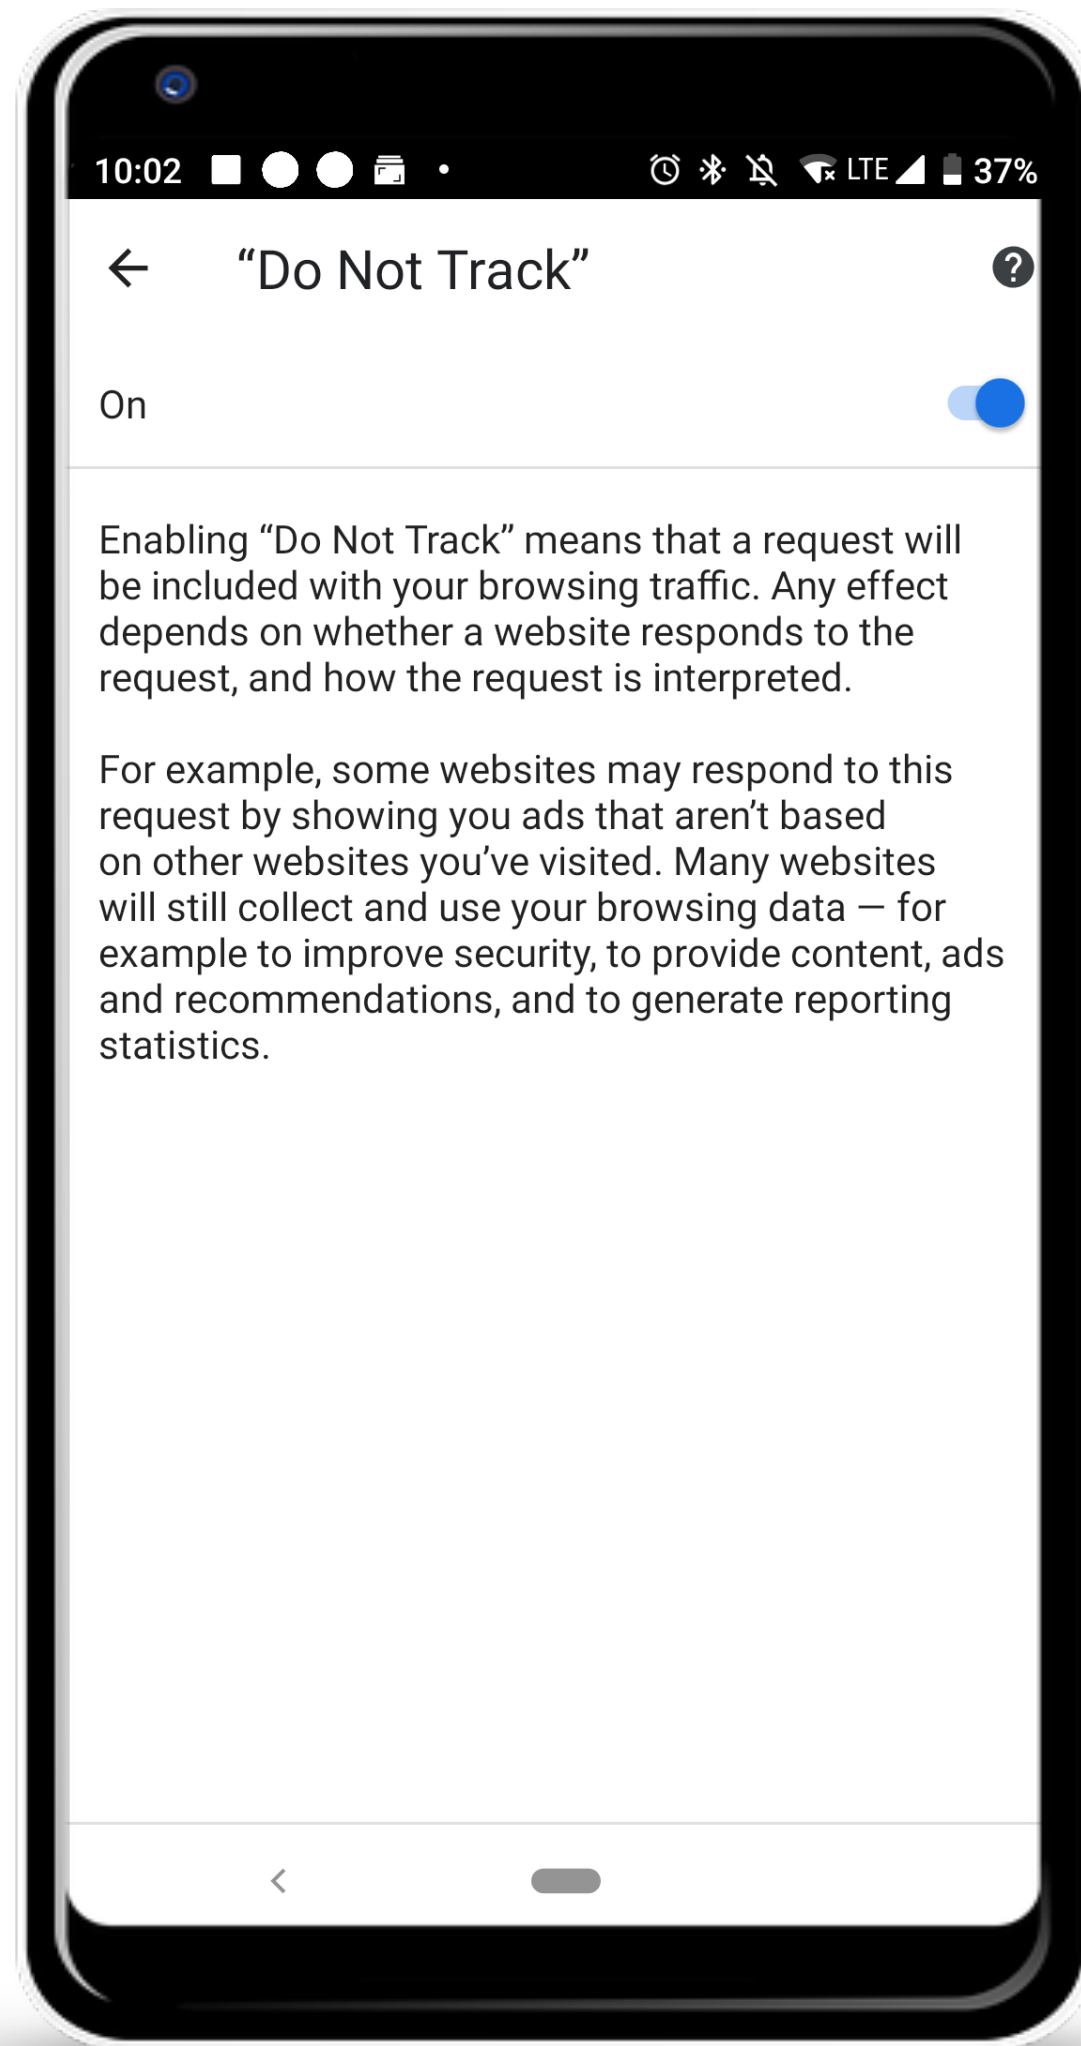 10:02 LTE 37%
“Do Not Track”
On
Enabling “Do Not Track” means that a request will
be included with your browsing traffic. Any effect
depends on whether a website responds to the
request, and how the request is interpreted.
For example, some websites may respond to this
request by showing you ads that aren’t based
on other websites you’ve visited. Many websites
will still collect and use your browsing data — for
example to improve security, to provide content, ads
and recommendations, and to generate reporting
statistics.